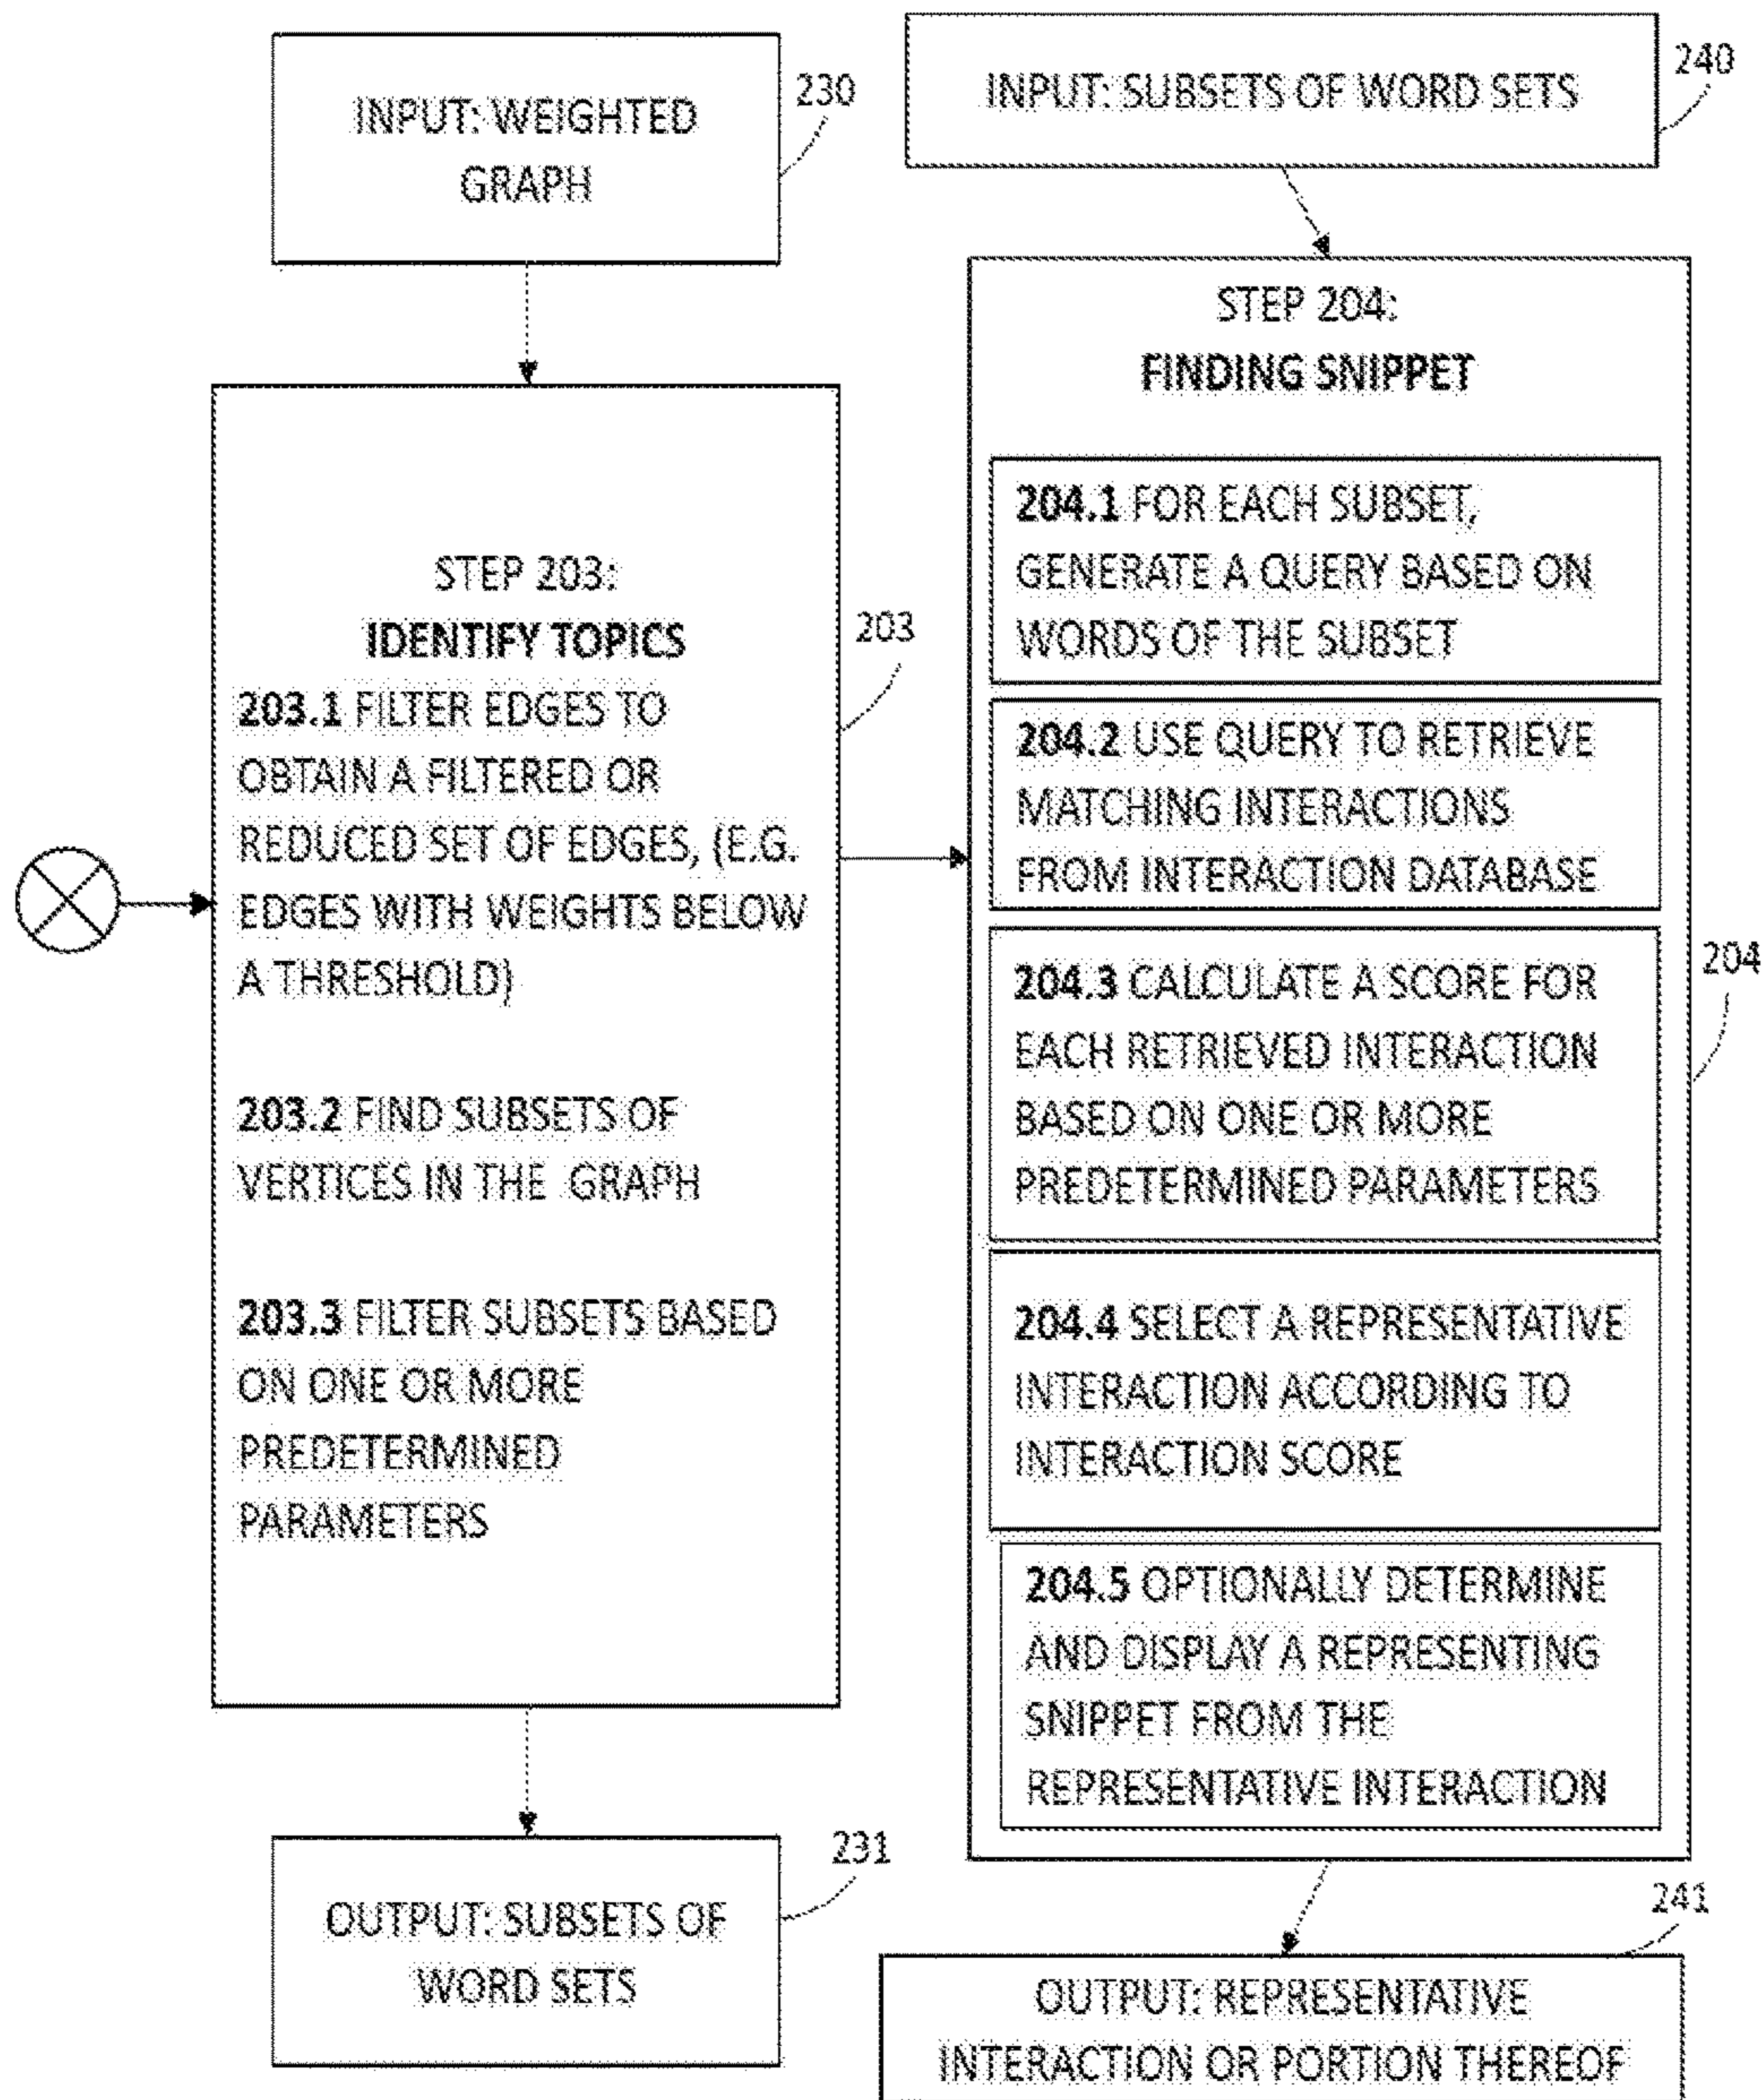 INPUT: WEIGHTED
GRAPH
230
STEP 203:
IDENTIFY TOPICS
203.1 FILTER EDGES TO
OBTAIN A FILTERED OR
REDUCED SET OF EDGES, (E.G.
EDGES WITH WEIGHTS BELOW
A THRESHOLD)
203.2 FIND SUBSETS OF
VERTICES IN THE GRAPH
203.3 FILTER SUBSETS BASED
ON ONE OR MORE
PREDETERMINED
PARAMETERS
203
OUTPUT: SUBSETS OF
WORD SETS
231
INPUT: SUBSETS OF WORD SETS
240
STEP 204:
FINDING SNIPPET
204.1 FOR EACH SUBSET,
GENERATE A QUERY BASED ON
WORDS OF THE SUBSET
204.2 USE QUERY TO RETRIEVE
MATCHING INTERACTIONS
FROM INTERACTION DATABASE
204.3 CALCULATE A SCORE FOR
EACH RETRIEVED INTERACTION
BASED ON ONE OR MORE
PREDETERMINED PARAMETERS
204.4 SELECT A REPRESENTATIVE
INTERACTION ACCORDING TO
INTERACTION SCORE
204.5 OPTIONALLY DETERMINE
AND DISPLAY A REPRESENTING
SNIPPET FROM THE
REPRESENTATIVE INTERACTION
204
241
OUTPUT: REPRESENTATIVE
INTERACTION OR PORTION THEREOF